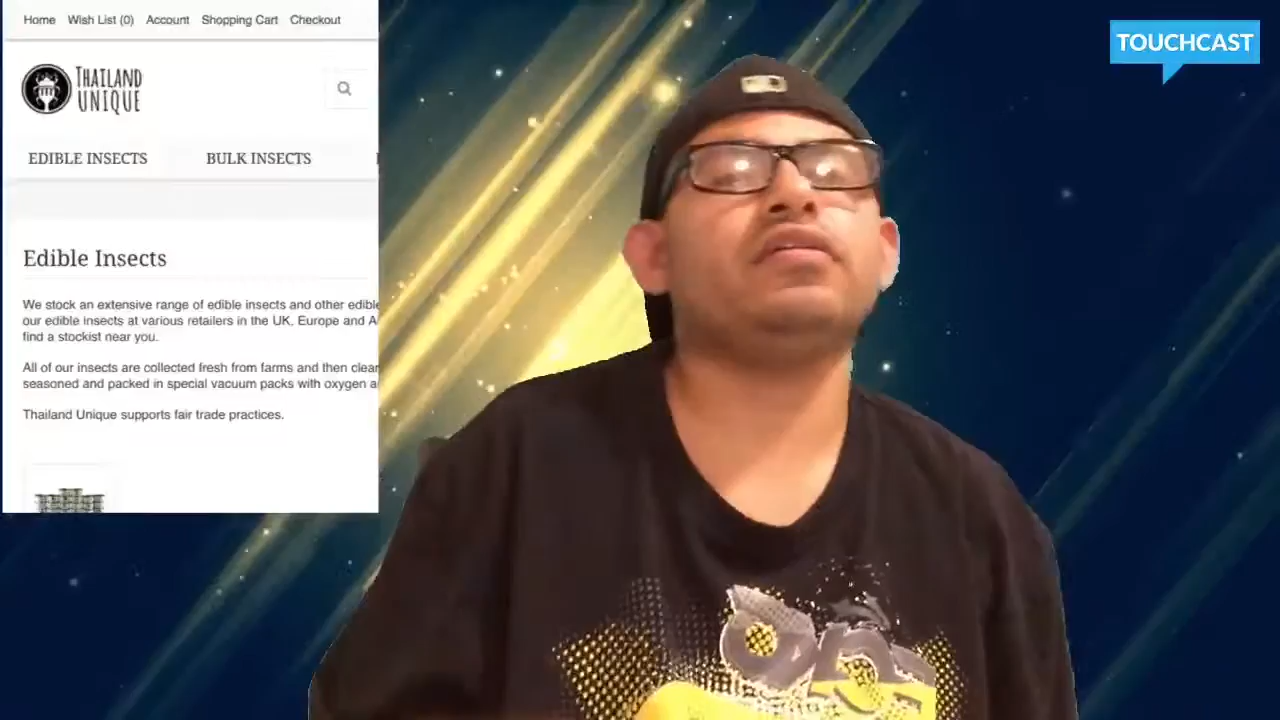 Home Wish List (0) Account Shopping Cart Checkout
THAILAND
UNIQUE
EDIBLE INSECTS BULK INSECTS
Edible Insects
We stock an extensive range of edible insects and other edible
our edible insects at various retailers in the UK, Europe and A
find a stockist near you.
All of our insects are collected fresh from farms and then clean
seasoned and packed in special vacuum packs with oxygen a
Thailand Unique supports fair trade practices.
TOUCHCAST